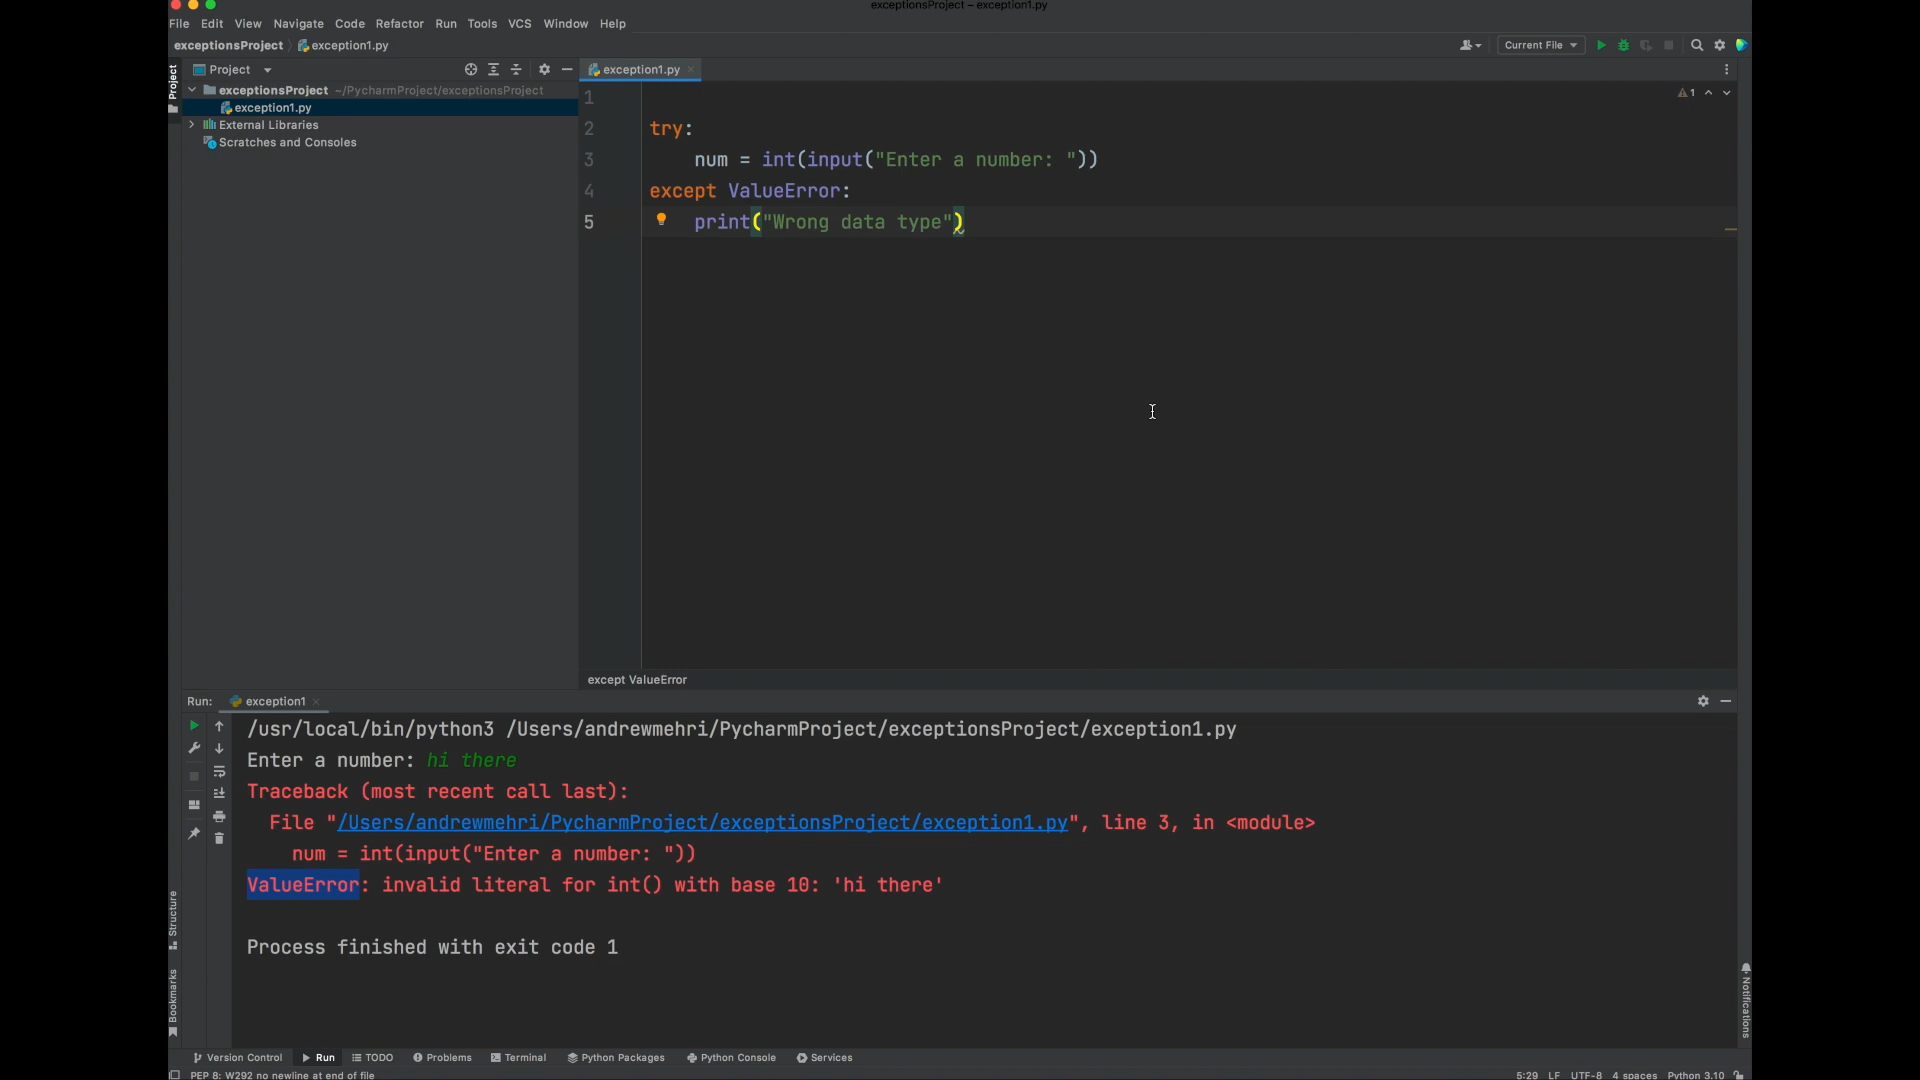 exceptionsProject – exception1.py
File Edit View Navigate Code Refactor Run Tools VCS Window Help
exceptionsProject exception1.py
Current File
Project
Project
exception1.py
exceptionsProject ~/PycharmProject/exceptionsProject
exception1.py
External Libraries
Scratches and Consoles
1
1
2 try:
3 num = int(input("Enter a number: "))
4 except ValueError:
5 print("Wrong data type")
except ValueError
Run: exception1
/usr/local/bin/python3 /Users/andrewmehri/PycharmProject/exceptionsProject/exception1.py
Enter a number: hi there
Traceback (most recent call last):
File "/Users/andrewmehri/PycharmProject/exceptionsProject/exception1.py", line 3, in <module>
num = int(input("Enter a number: "))
ValueError: invalid literal for int() with base 10: 'hi there'
Process finished with exit code 1
Structure
Bookmarks
Notifications
Version Control Run TODO Problems Terminal Python Packages Python Console Services
PEP 8: W292 no newline at end of file
5:29 LF UTF-8 4 spaces Python 3.10